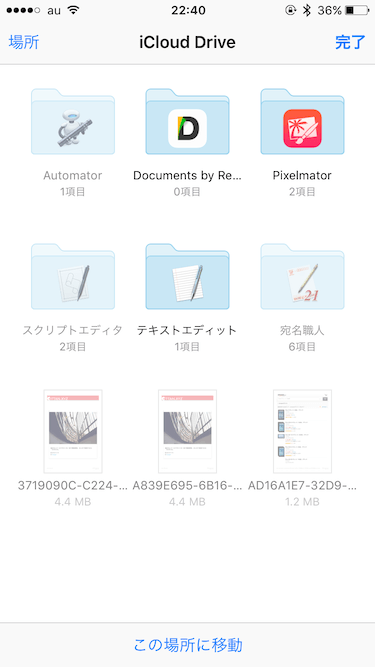 au 22:40 36%
場所 iCloud Drive 完了
Automator Documents by Re... Pixelmator
1項目 0項目 2項目
スクリプトエディタ テキストエディット 宛名職人
2項目 1項目 6項目
3719090C-C224-... A839E695-6B16-... AD16A1E7-32D9-...
4.4 MB 4.4 MB 1.2 MB
この場所に移動